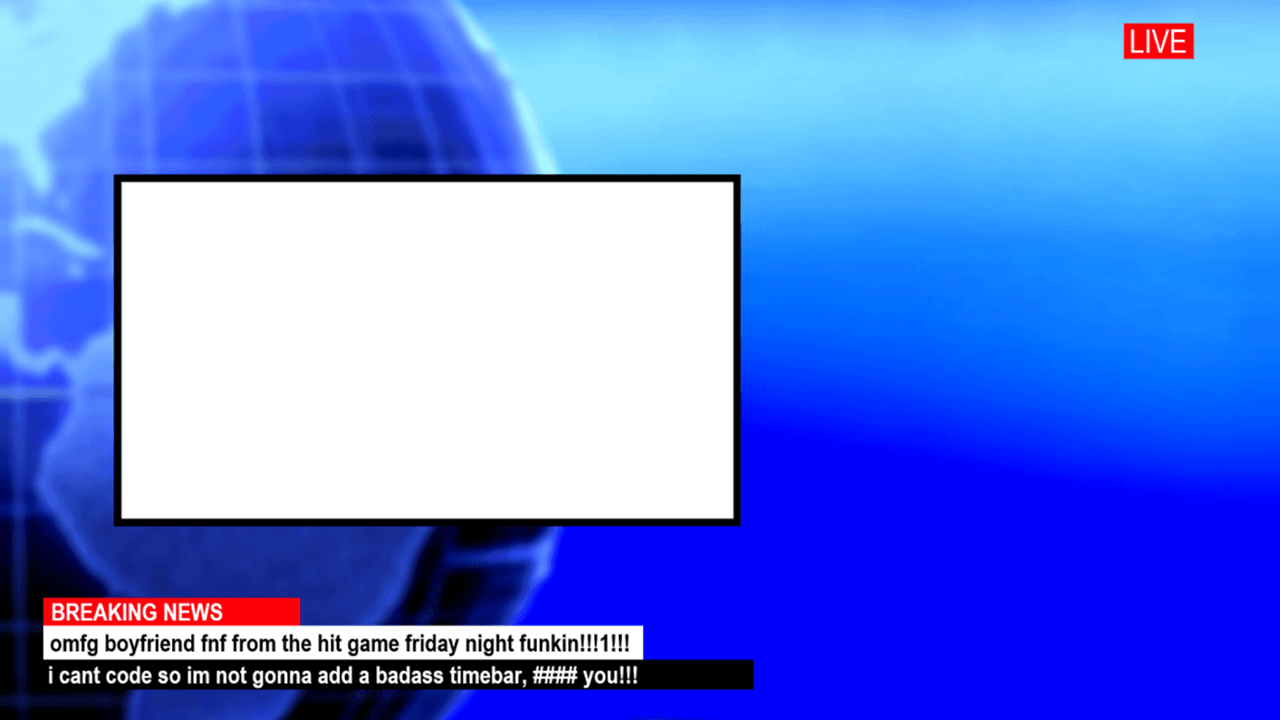 LIVE
BREAKING NEWS
omfg boyfriend fnf from the hit game friday night funkin!!!1!!!
i cant code so im not gonna add a badass timebar, #### you!!!